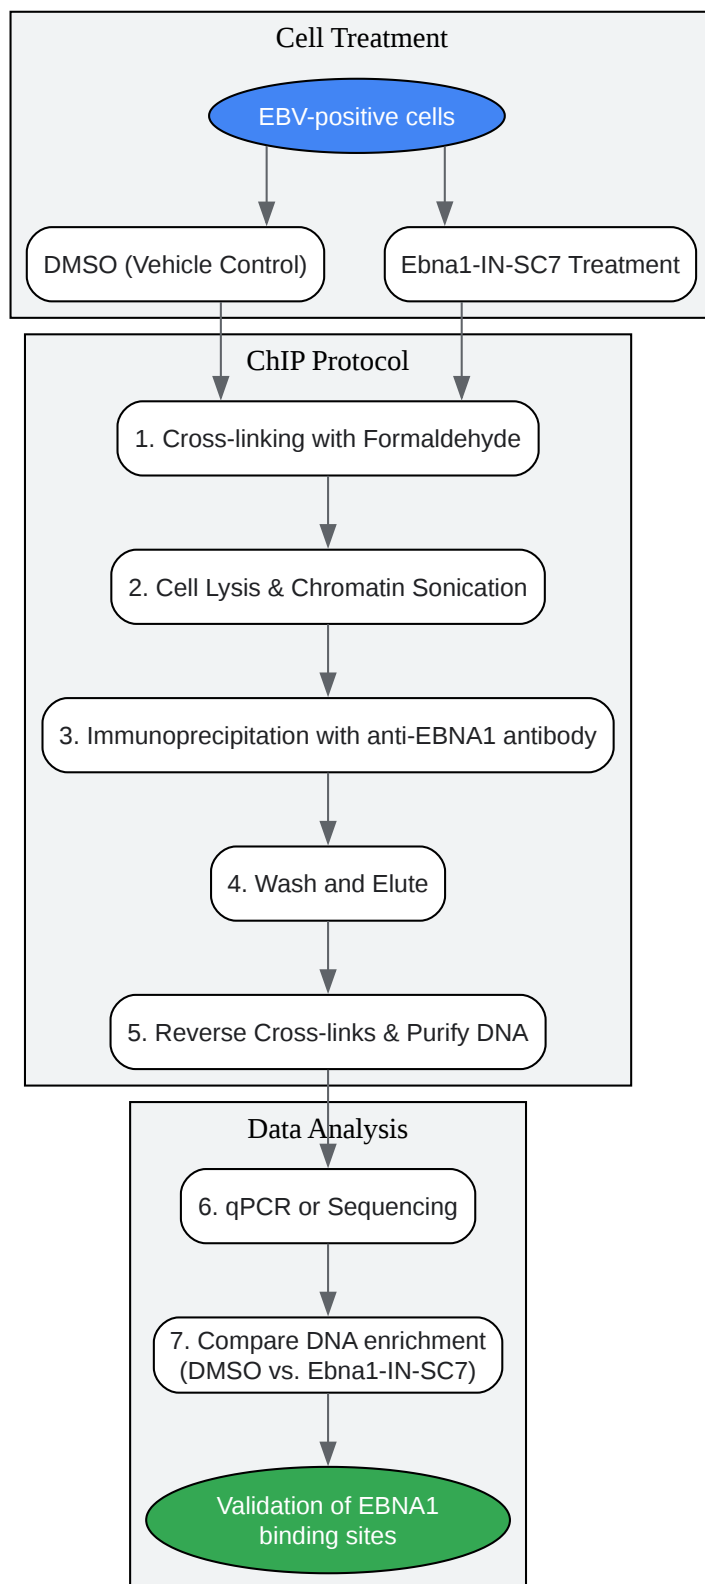 Cell Treatment
EBV-positive cells
DMSO (Vehicle Control)
Ebna1-IN-SC7 Treatment
ChIP Protocol
1. Cross-linking with Formaldehyde
2. Cell Lysis & Chromatin Sonication
3. Immunoprecipitation with anti-EBNA1 antibody
4. Wash and Elute
5. Reverse Cross-links & Purify DNA
Data Analysis
6. qPCR or Sequencing
7. Compare DNA enrichment
(DMSO vs. Ebna1-IN-SC7)
Validation of EBNA1
binding sites